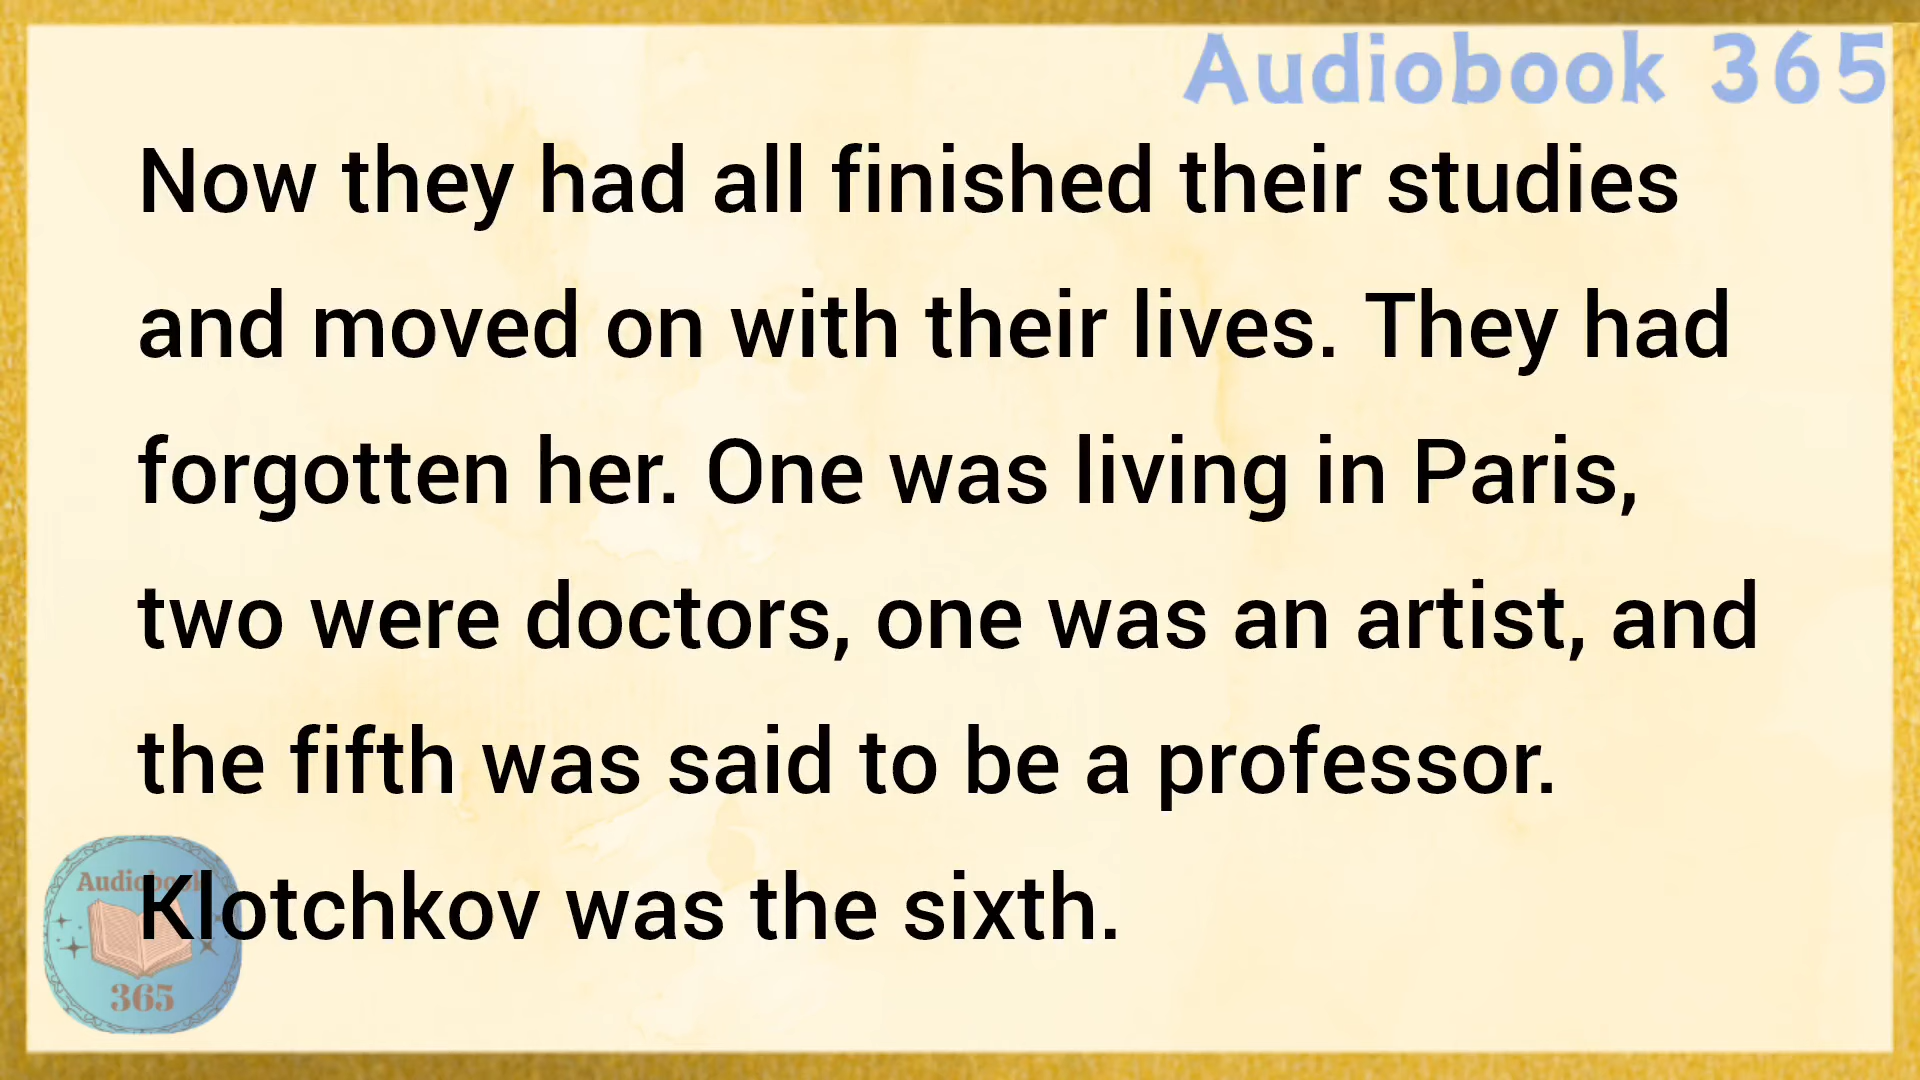 Audiobook 365
Now they had all finished their studies
and moved on with their lives. They had
forgotten her. One was living in Paris,
two were doctors, one was an artist, and
the fifth was said to be a professor.
Klotchkov was the sixth.
Audiobook
365